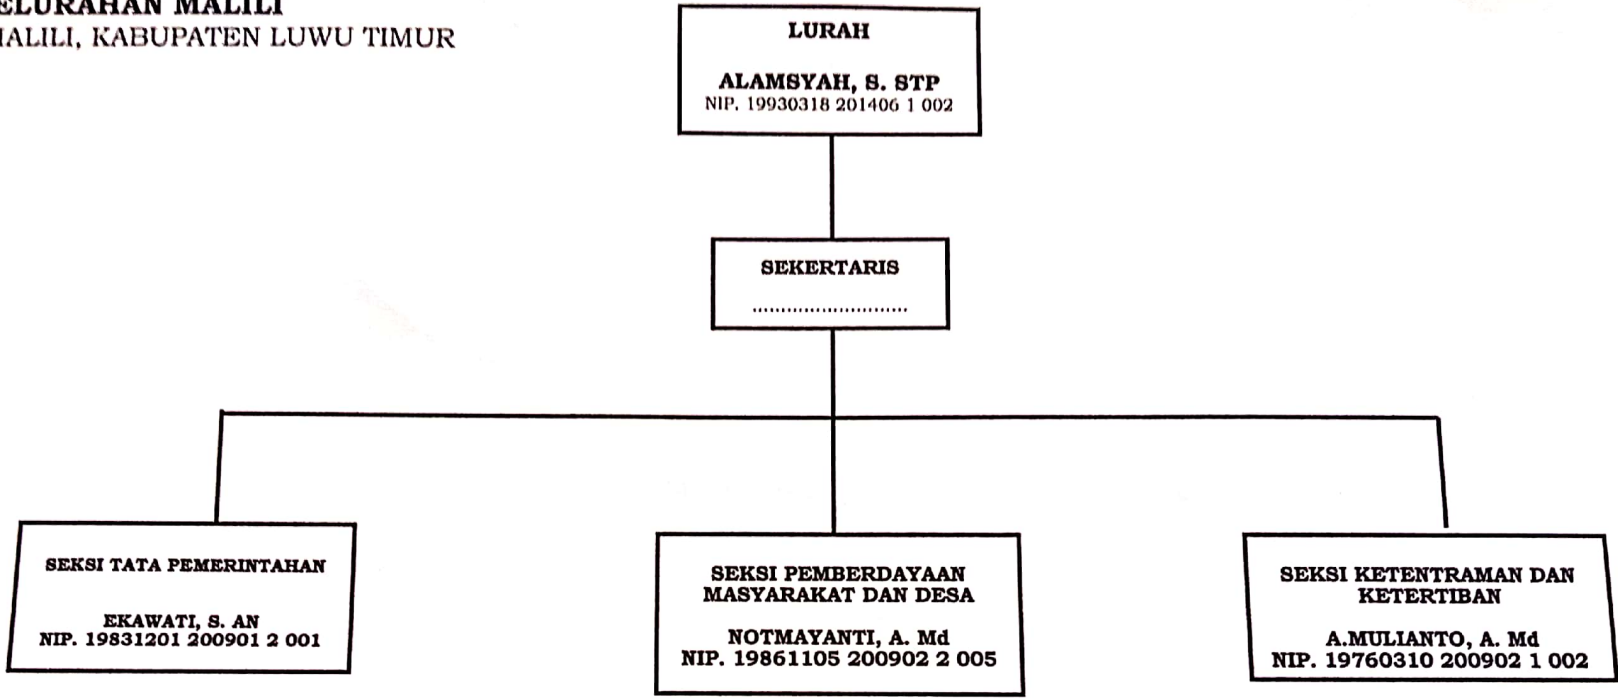 ELURAHAN MALILI
IALILI, KABUPATEN LUWU TIMUR
LURAH
ALAMSYAH, S. STP
NIP. 19930318 201406 1 002
SEKERTARIS
............................
SEKSI TATA PEMERINTAHAN
EKAWATI, S. AN
NIP. 19831201 200901 2 001
SEKSI PEMBERDAYAAN
MASYARAKAT DAN DESA
NOTMAYANTI, A. Md
NIP. 19861105 200902 2 005
SEKSI KETENTRAMAN DAN
KETERTIBAN
A.MULIANTO, A. Md
NIP. 19760310 200902 1 002